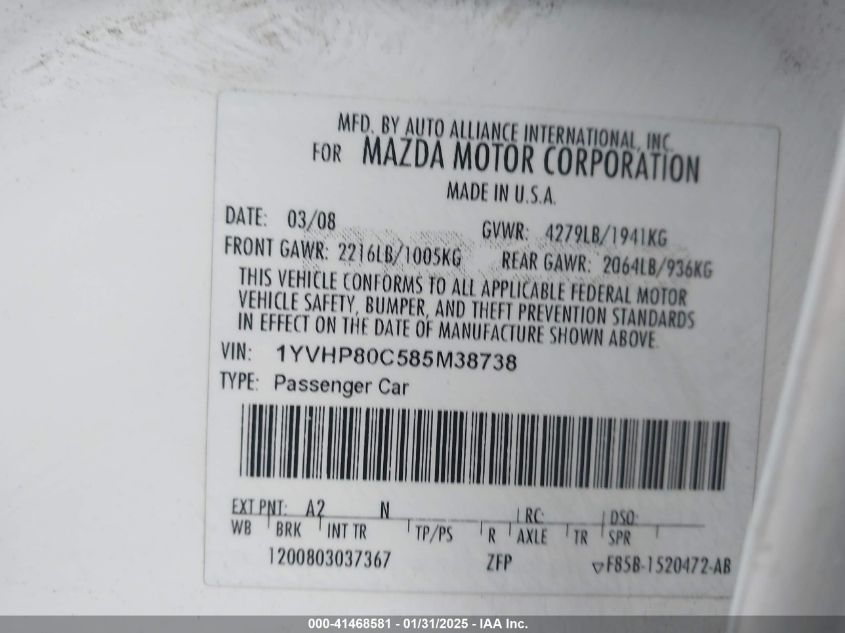 MFD. BY AUTO ALLIANCE INTERNATIONAL, INC.
FOR MAZDA MOTOR CORPORATION
MADE IN U.S.A.
DATE: 03/08 GVWR: 4279LB/1941KG
FRONT GAWR: 2216LB/1005KG REAR GAWR: 2064LB/936KG
THIS VEHICLE CONFORMS TO ALL APPLICABLE FEDERAL MOTOR
VEHICLE SAFETY, BUMPER, AND THEFT PREVENTION STANDARDS
IN EFFECT ON THE DATE OF MANUFACTURE SHOWN ABOVE.
VIN: 1YVHP80C585M38738
TYPE: Passenger Car
EXT PNT: A2 N RC: DSO:
WB BRK INT TR TP/PS R AXLE TR SPR
1200803037367 ZFP ▽F85B-1520472-AB
000-41468581 - 01/31/2025 - IAA Inc.